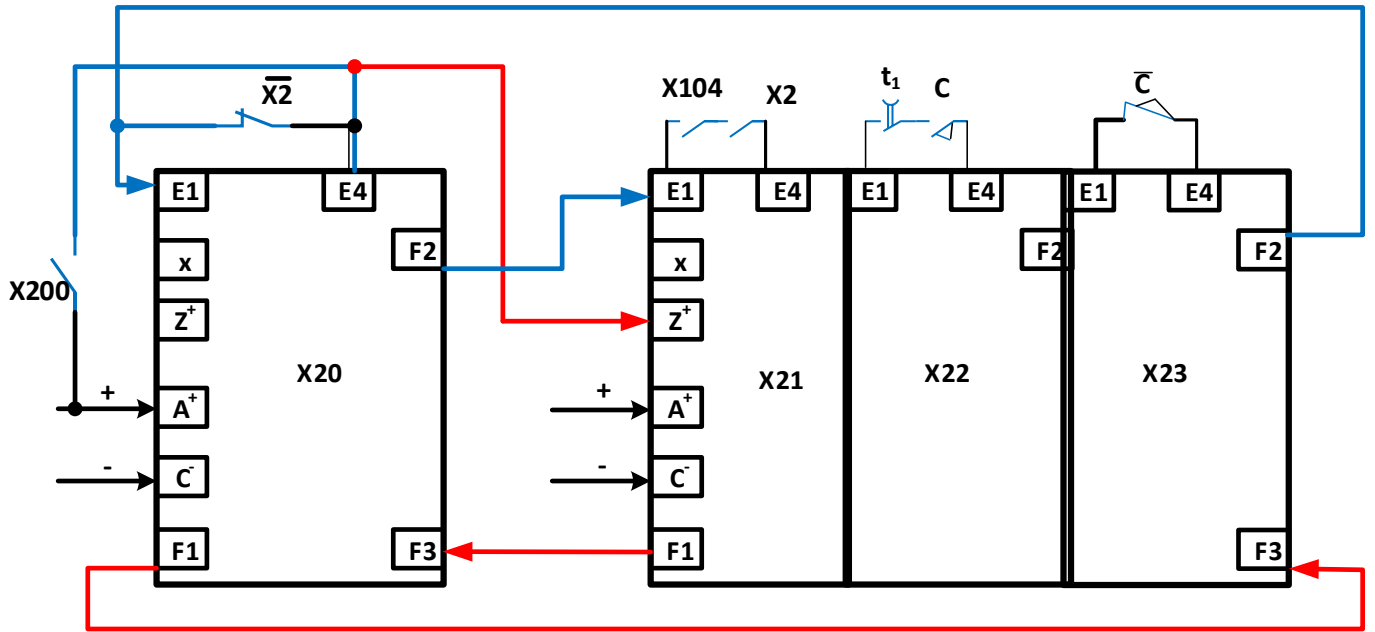 X̅2̅
X104
X2
t₁
C
C̅
E1
E4
E1
E4
E1
E4
E1
E4
F2
F2
F2
x
x
X200
Z⁺
Z⁺
X20
X21
X22
X23
+
A⁺
+
A⁺
-
C⁻
-
C⁻
F1
F3
F1
F3